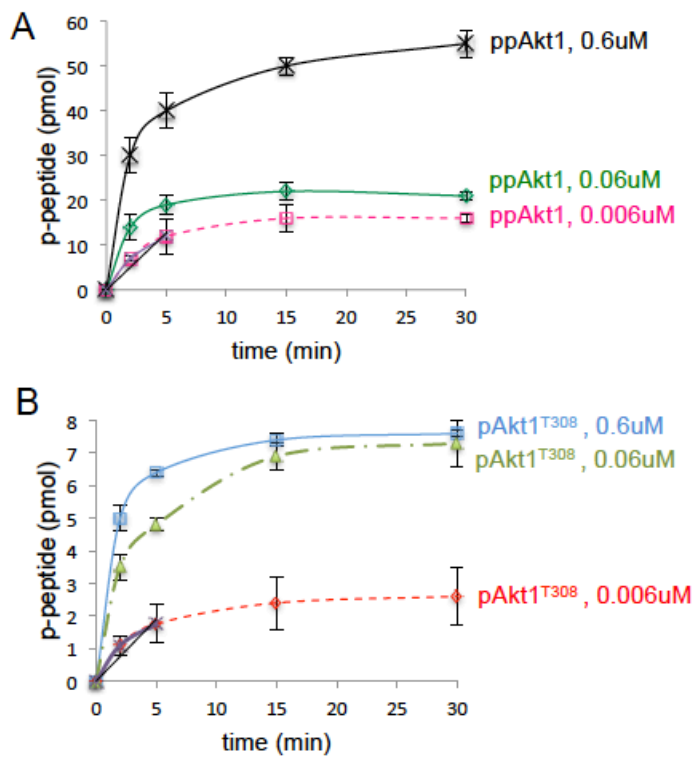 A
60
50
40
30
20
10
0
p-peptide (pmol)
0 5 10 15 20 25 30
time (min)
ppAkt1, 0.6uM
ppAkt1, 0.06uM
ppAkt1, 0.006uM
B
8
7
6
5
4
3
2
1
0
p-peptide (pmol)
0 5 10 15 20 25 30
time (min)
pAkt1ᵀ³⁰⁸ , 0.6uM
pAkt1ᵀ³⁰⁸ , 0.06uM
pAkt1ᵀ³⁰⁸ , 0.006uM